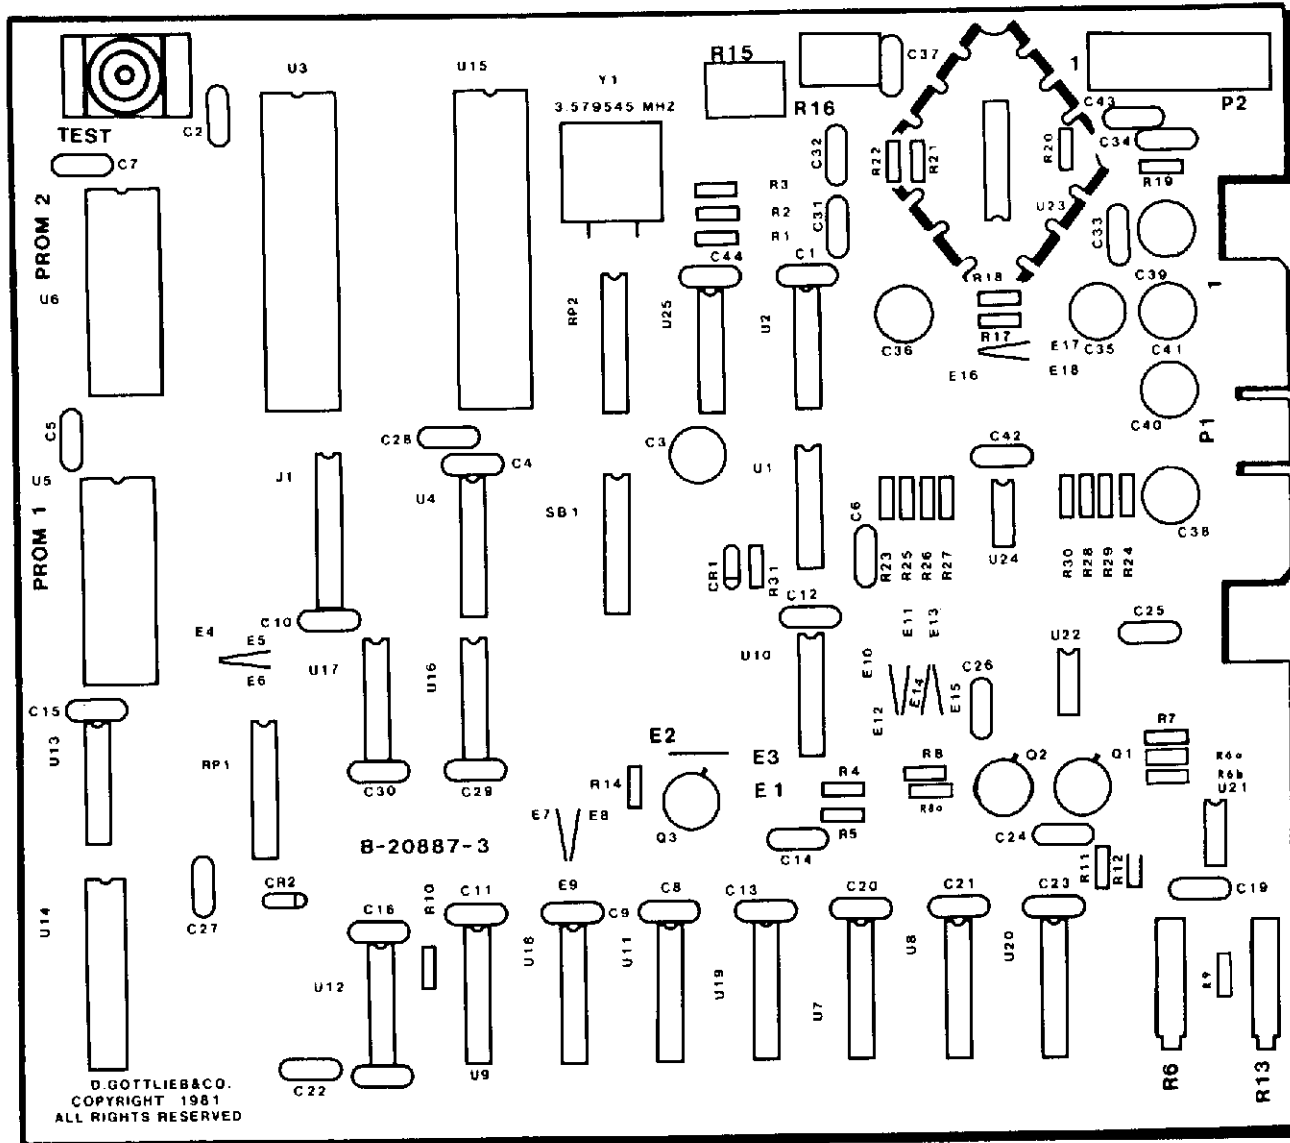 TEST
C2
U3
U15
Y1
3.579545 MHZ
R15
R16
C37
1
P2
C43
C34
R20
R19
C7
PROM 2
U6
R3
R2
R1
C32
C31
R22
R21
U23
C33
C39
1
C44
C1
RP2
U25
U2
R18
R17
C36
E17
E16
E18
C35
C41
C40
P1
C5
U5
PROM 1
J1
C28
C4
U4
SB1
C3
U1
C6
C42
U24
C38
CR1
R31
R23
R25
R26
R27
R30
R28
R29
R24
C10
C12
E4
E5
E6
U17
U16
U10
E11
E13
E10
E14
E12
E15
C26
U22
C25
C15
U13
RP1
C30
C29
E2
E3
E1
R14
Q3
R4
R5
R8
R8a
Q2
Q1
R7
R6a
R6b
U21
E7
E8
E9
8-20887-3
C14
C24
R11
R12
C19
C27
CR2
U14
C16
R10
C11
U18
C9
C8
U11
C13
U19
C20
U7
C21
U8
C23
U20
R9
U12
U9
C22
R6
R13
D.GOTTLIEB&CO.
COPYRIGHT 1981
ALL RIGHTS RESERVED